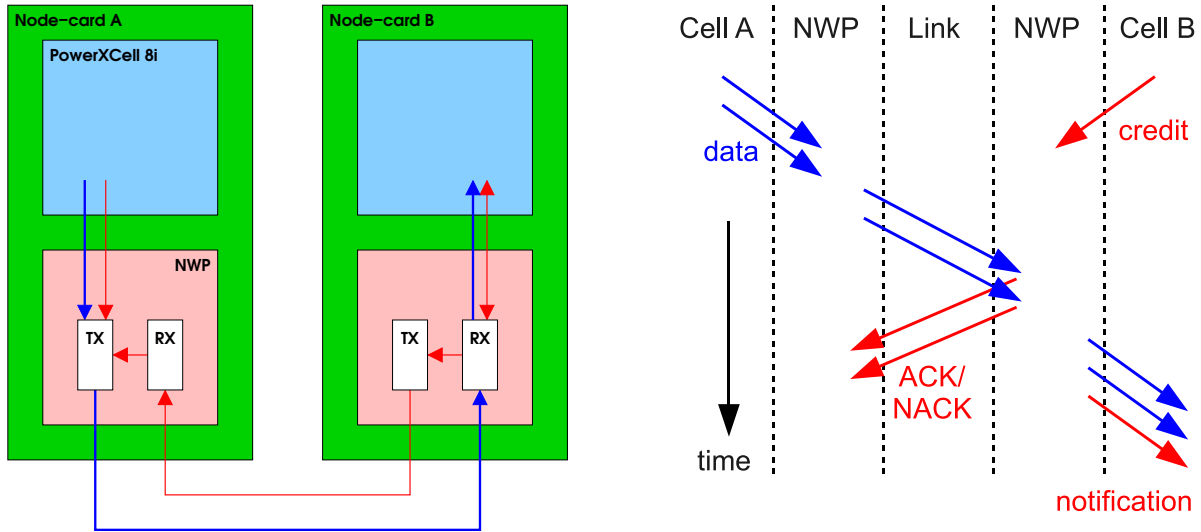 Node-card A
PowerXCell 8i
NWP
TX
RX
Node-card B
TX
RX
Cell A
NWP
Link
NWP
Cell B
data
credit
ACK/
NACK
time
notification